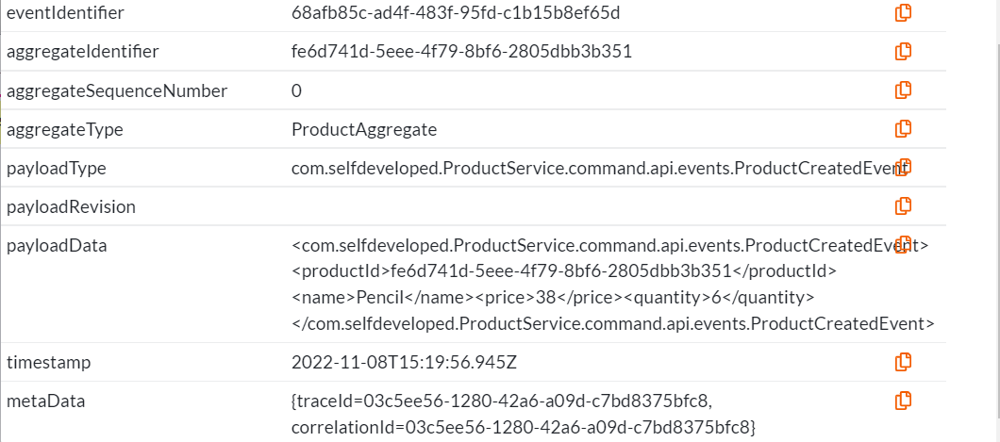 eventIdentifier 68afb85c-ad4f-483f-95fd-c1b15b8ef65d
aggregateIdentifier fe6d741d-5eee-4f79-8bf6-2805dbb3b351
aggregateSequenceNumber 0
aggregateType ProductAggregate
payloadType com.selfdeveloped.ProductService.command.api.events.ProductCreatedEvent
payloadRevision
payloadData <com.selfdeveloped.ProductService.command.api.events.ProductCreatedEvent>
<productId>fe6d741d-5eee-4f79-8bf6-2805dbb3b351</productId>
<name>Pencil</name><price>38</price><quantity>6</quantity>
</com.selfdeveloped.ProductService.command.api.events.ProductCreatedEvent>
timestamp 2022-11-08T15:19:56.945Z
metaData {traceId=03c5ee56-1280-42a6-a09d-c7bd8375bfc8,
correlationId=03c5ee56-1280-42a6-a09d-c7bd8375bfc8}